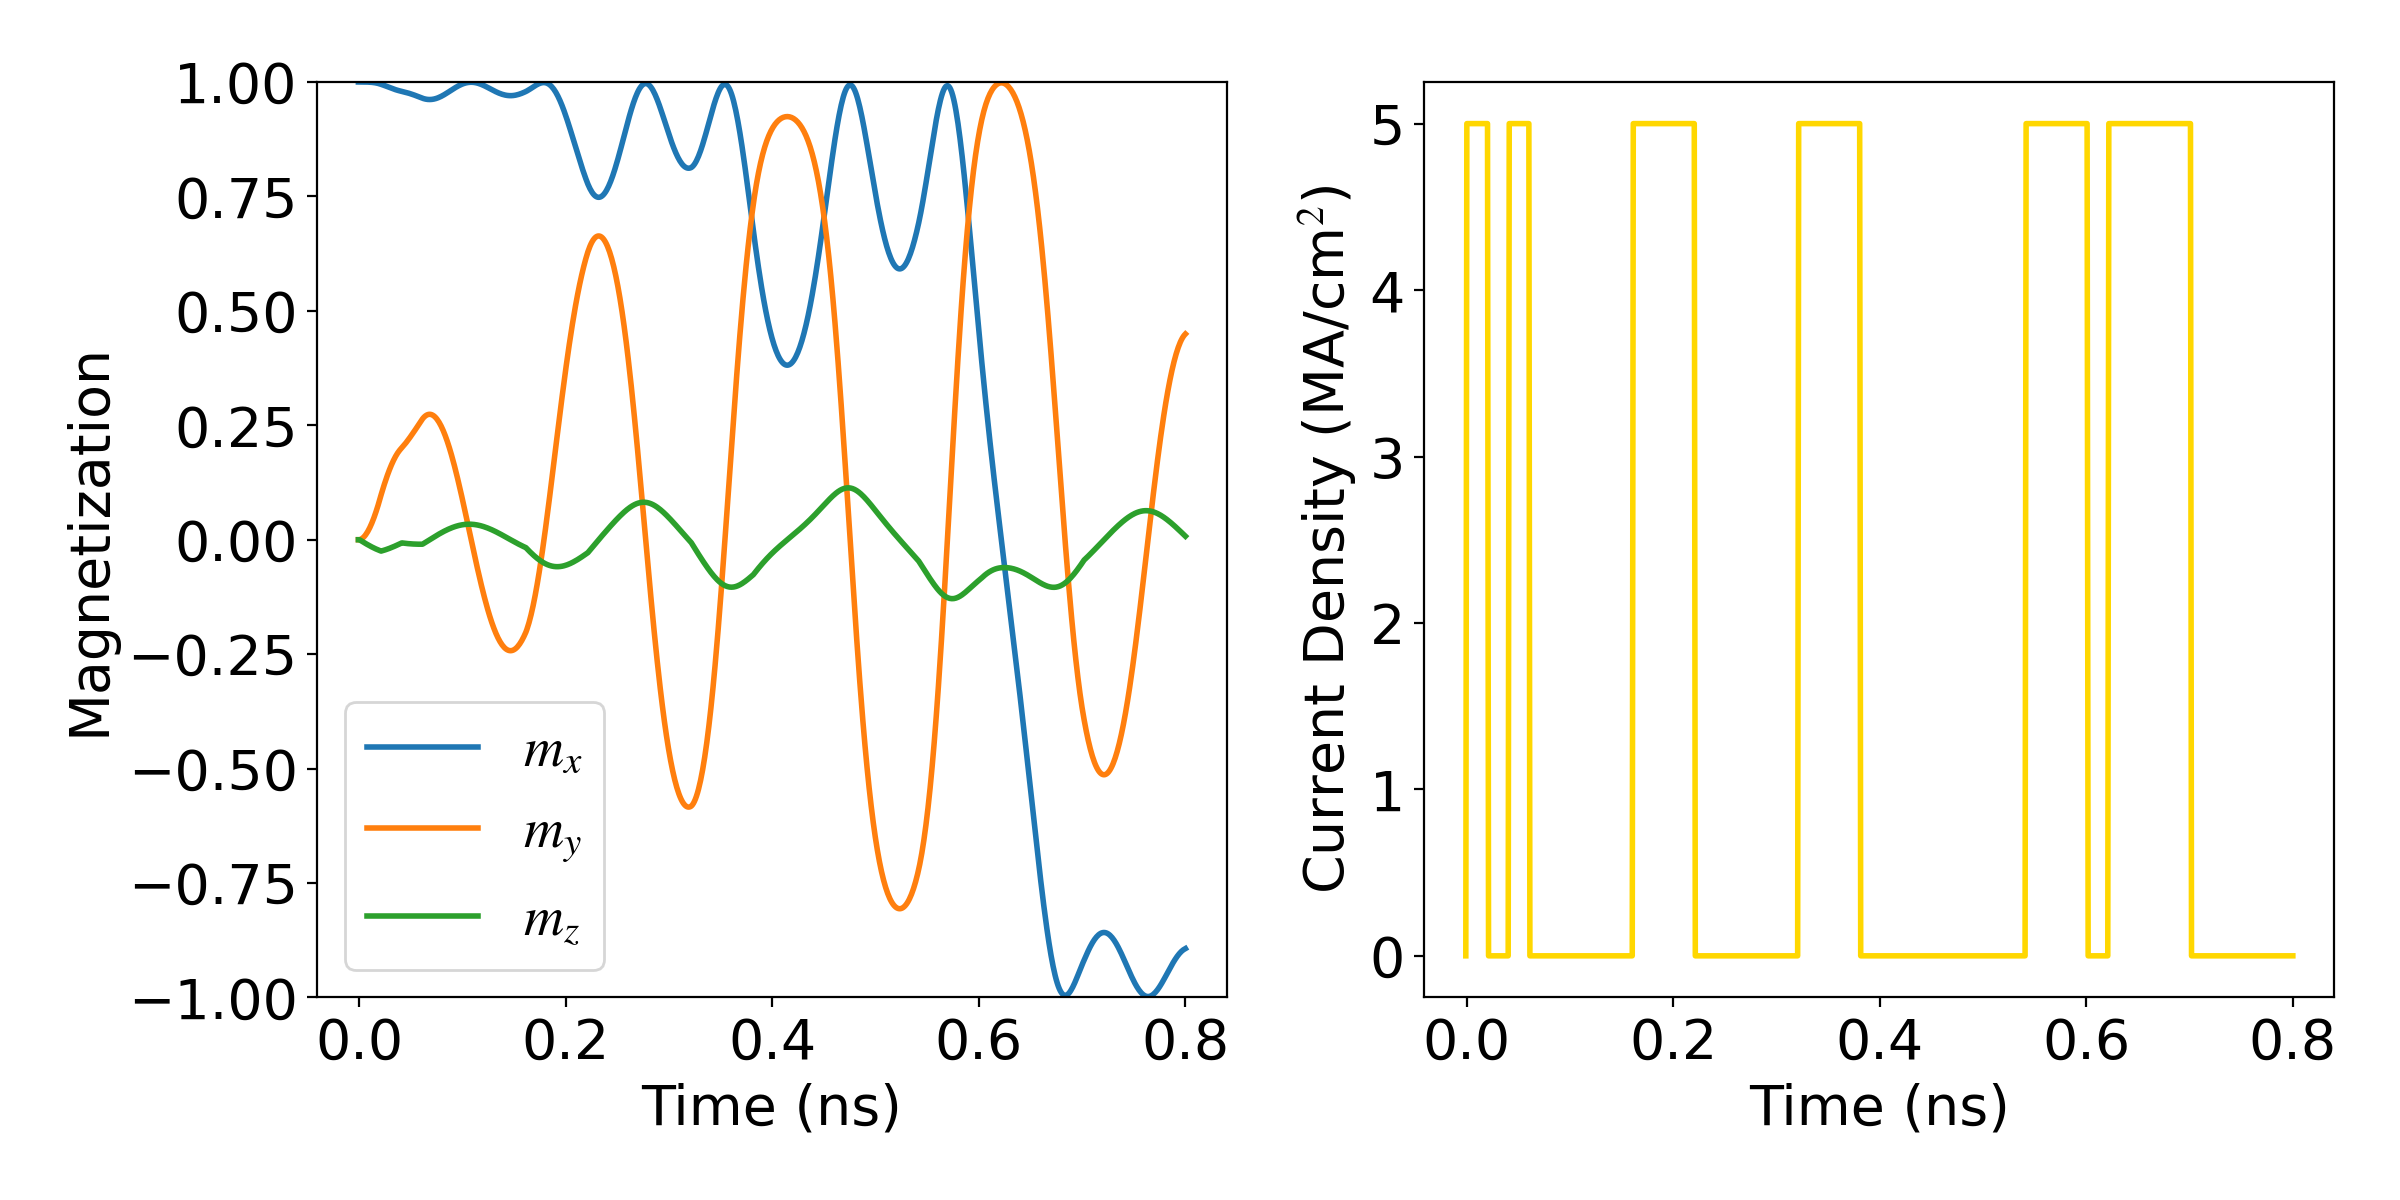 1.00
0.75
0.50
0.25
0.00
−0.25
−0.50
−0.75
−1.00
Magnetization
0.0 0.2 0.4 0.6 0.8
Time (ns)
m_x
m_y
m_z
5
4
3
2
1
0
Current Density (MA/cm²)
0.0 0.2 0.4 0.6 0.8
Time (ns)